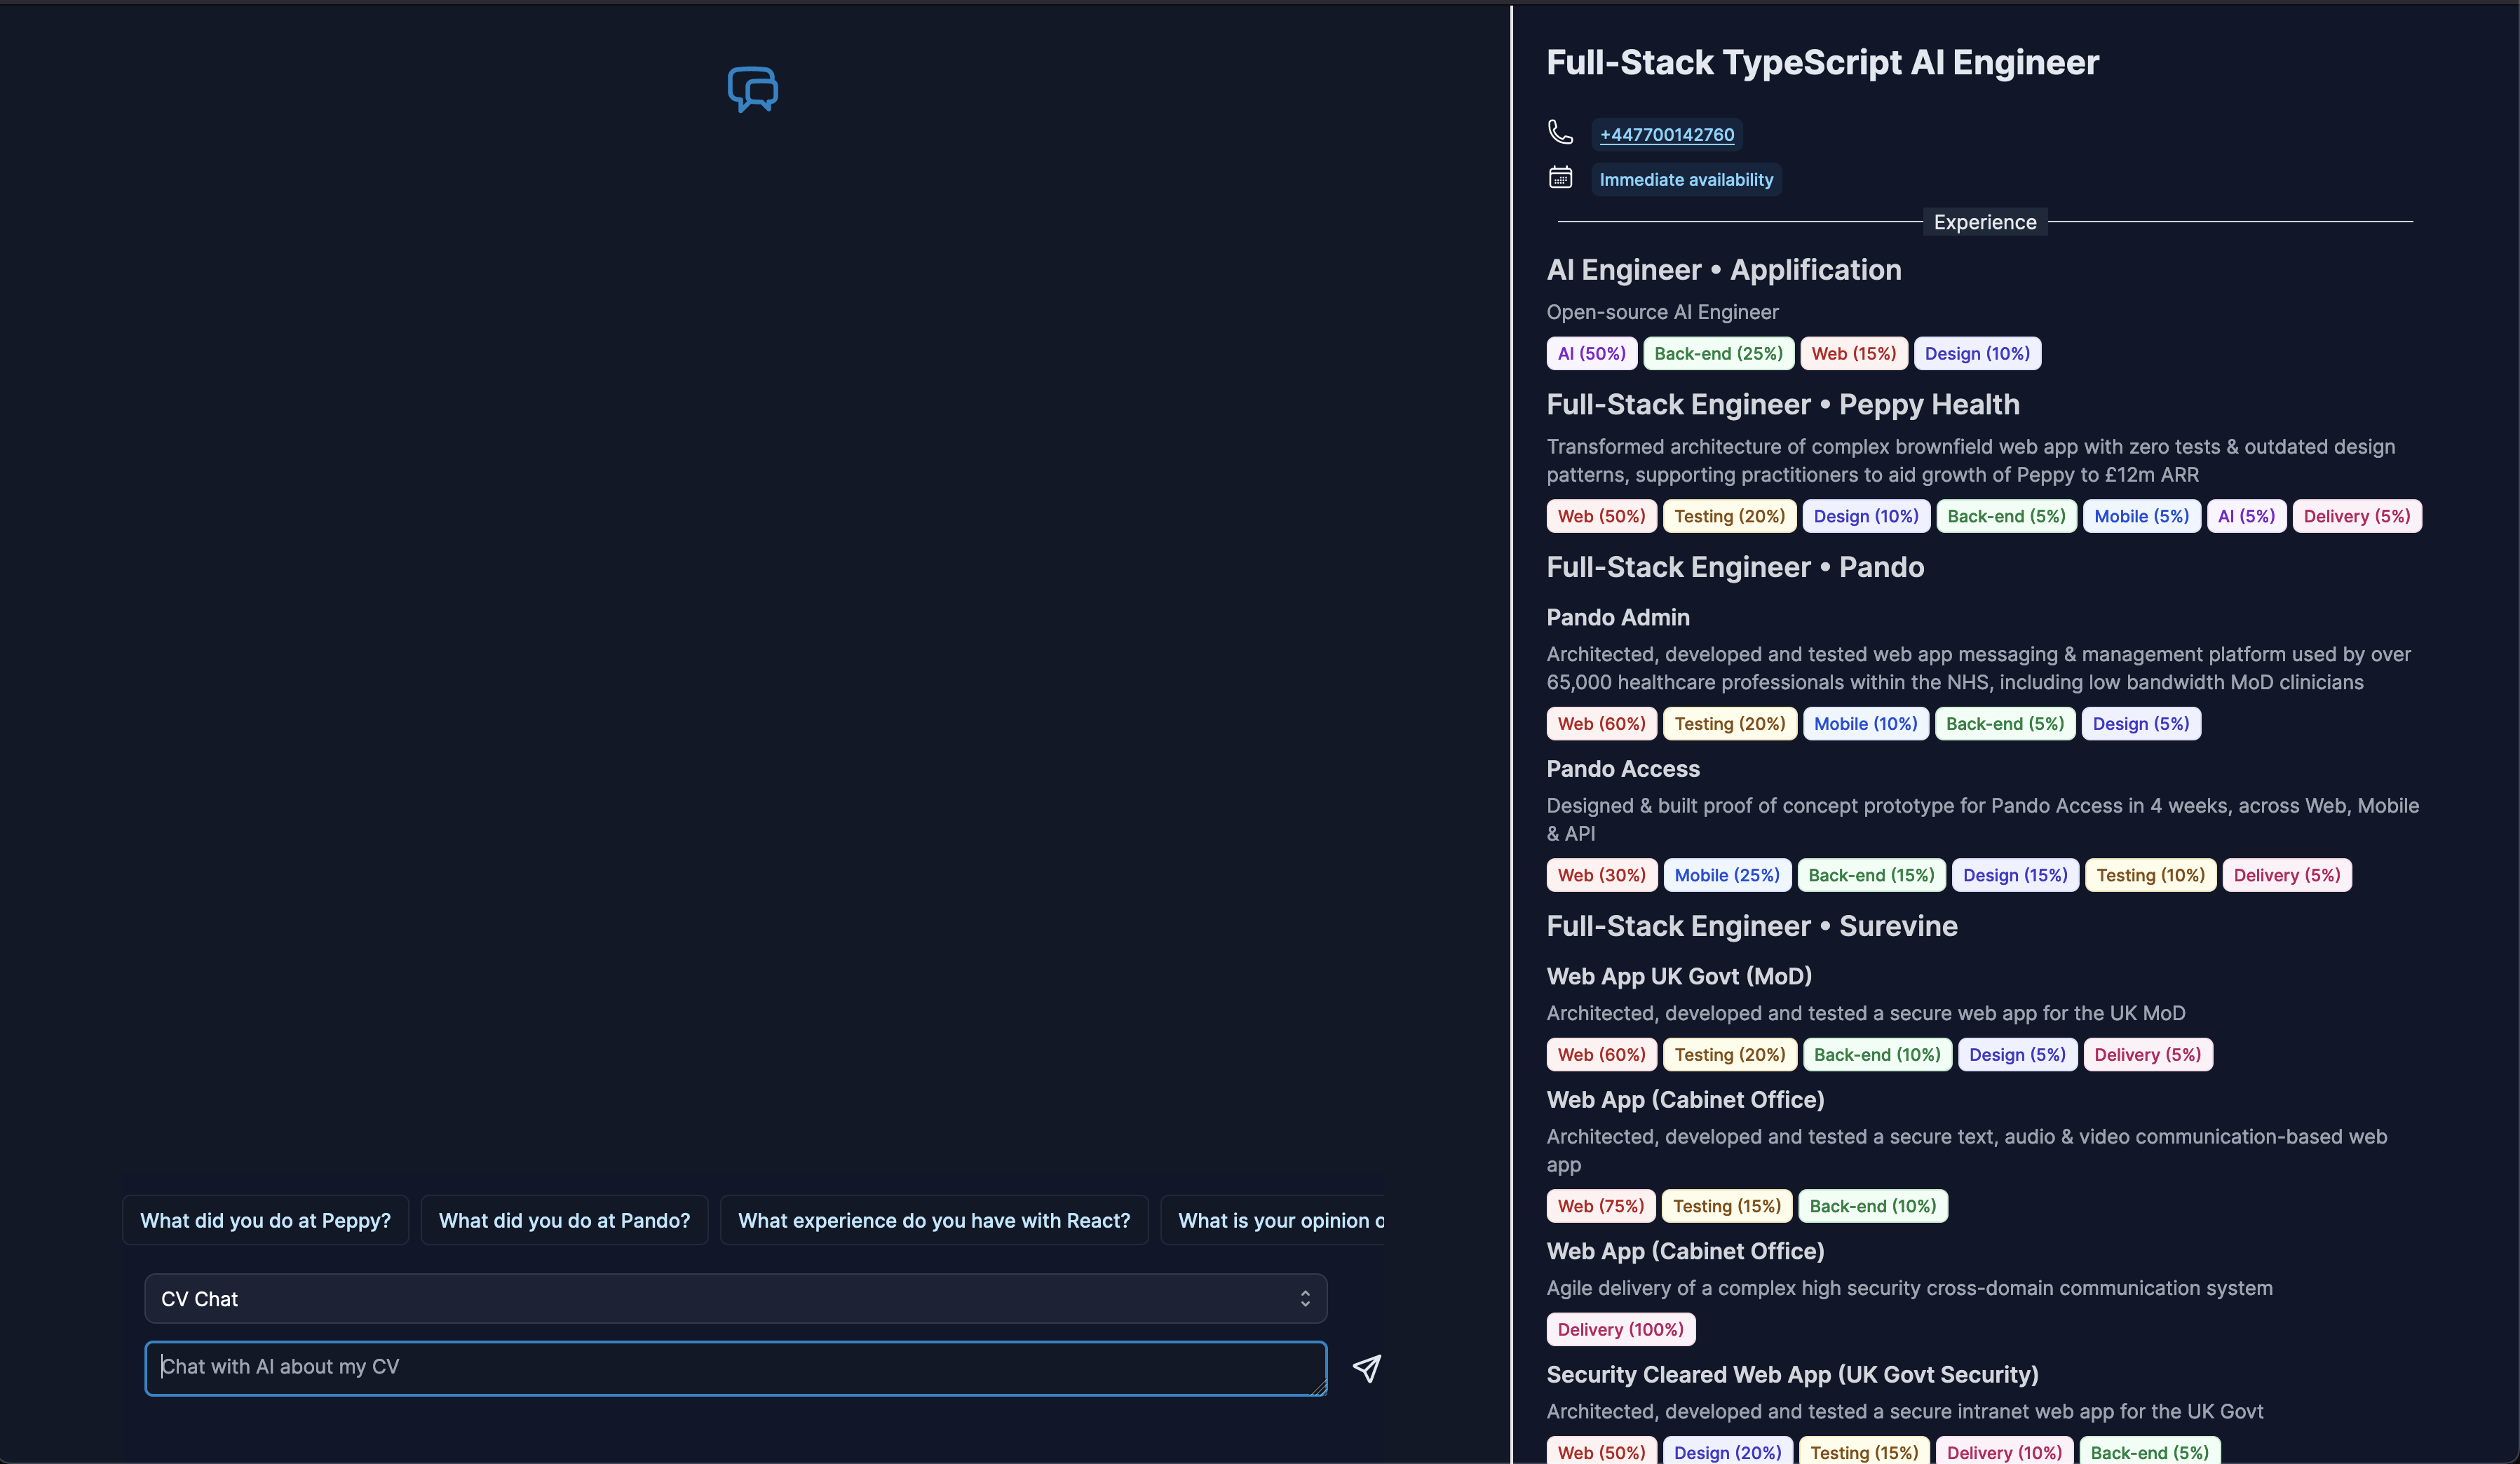 What did you do at Peppy?
What did you do at Pando?
What experience do you have with React?
What is your opinion o
CV Chat
Chat with AI about my CV
Full-Stack TypeScript AI Engineer
+447700142760
Immediate availability
Experience
AI Engineer • Applification
Open-source AI Engineer
AI (50%) Back-end (25%) Web (15%) Design (10%)
Full-Stack Engineer • Peppy Health
Transformed architecture of complex brownfield web app with zero tests & outdated design
patterns, supporting practitioners to aid growth of Peppy to £12m ARR
Web (50%) Testing (20%) Design (10%) Back-end (5%) Mobile (5%) AI (5%) Delivery (5%)
Full-Stack Engineer • Pando
Pando Admin
Architected, developed and tested web app messaging & management platform used by over
65,000 healthcare professionals within the NHS, including low bandwidth MoD clinicians
Web (60%) Testing (20%) Mobile (10%) Back-end (5%) Design (5%)
Pando Access
Designed & built proof of concept prototype for Pando Access in 4 weeks, across Web, Mobile
& API
Web (30%) Mobile (25%) Back-end (15%) Design (15%) Testing (10%) Delivery (5%)
Full-Stack Engineer • Surevine
Web App UK Govt (MoD)
Architected, developed and tested a secure web app for the UK MoD
Web (60%) Testing (20%) Back-end (10%) Design (5%) Delivery (5%)
Web App (Cabinet Office)
Architected, developed and tested a secure text, audio & video communication-based web
app
Web (75%) Testing (15%) Back-end (10%)
Web App (Cabinet Office)
Agile delivery of a complex high security cross-domain communication system
Delivery (100%)
Security Cleared Web App (UK Govt Security)
Architected, developed and tested a secure intranet web app for the UK Govt
Web (50%) Design (20%) Testing (15%) Delivery (10%) Back-end (5%)